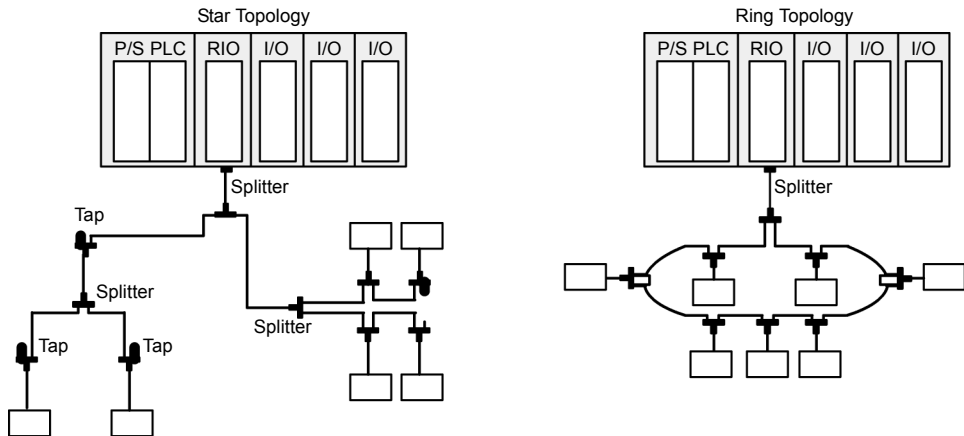 Star Topology
P/S PLC RIO I/O I/O I/O
Splitter
Tap
Splitter
Splitter
Tap Tap
Ring Topology
P/S PLC RIO I/O I/O I/O
Splitter